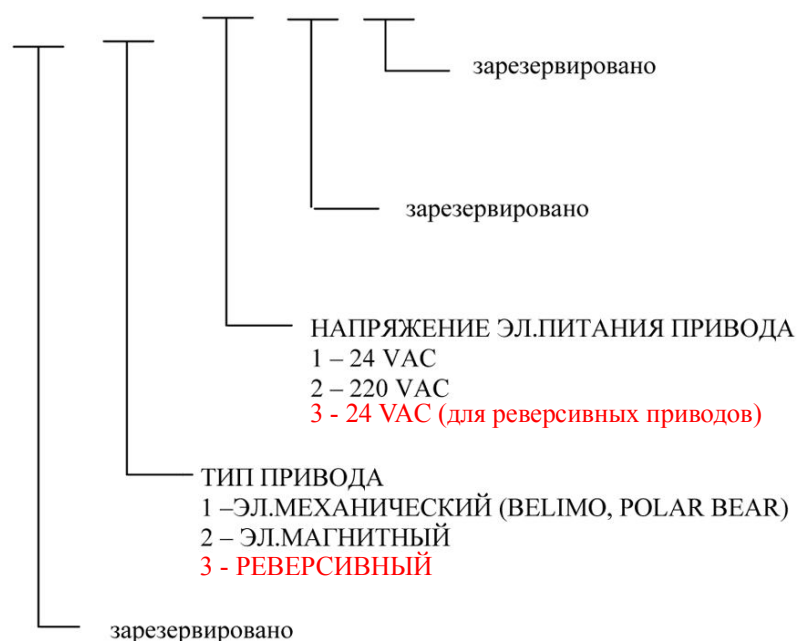 зарезервировано
зарезервировано
НАПРЯЖЕНИЕ ЭЛ.ПИТАНИЯ ПРИВОДА
1 – 24 VAC
2 – 220 VAC
3 - 24 VAC (для реверсивных приводов)
ТИП ПРИВОДА
1 –ЭЛ.МЕХАНИЧЕСКИЙ (BELIMO, POLAR BEAR)
2 – ЭЛ.МАГНИТНЫЙ
3 - РЕВЕРСИВНЫЙ
зарезервировано